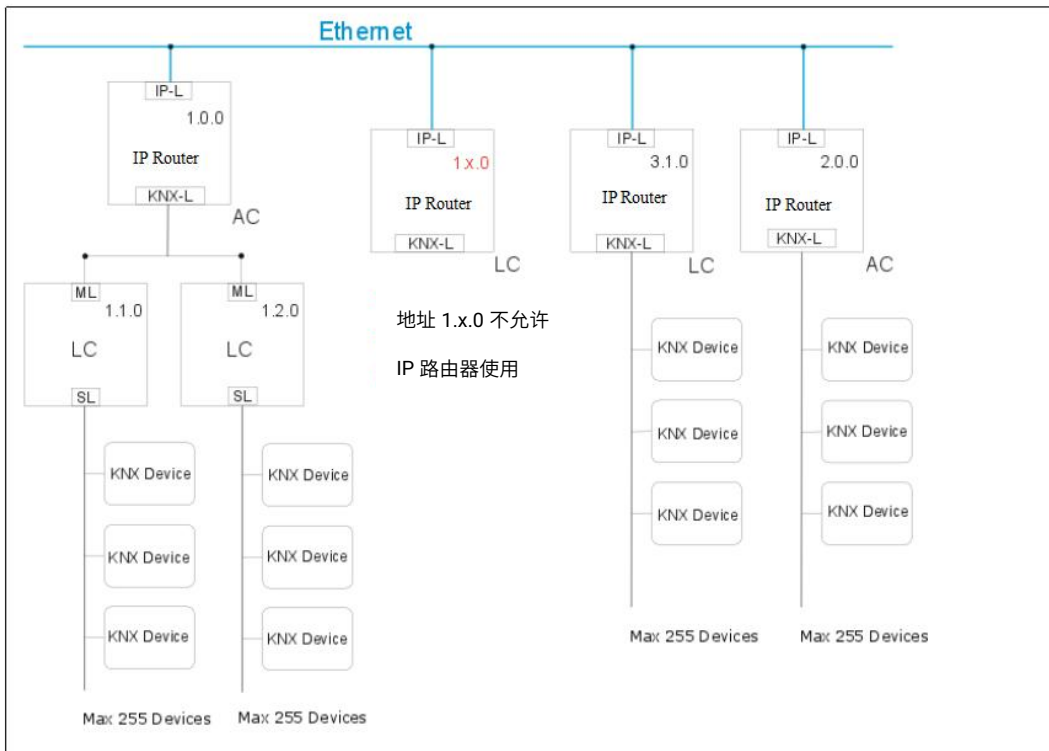 Ethernet
IP-L
1.0.0
IP Router
KNX-L
AC
ML
1.1.0
LC
SL
KNX Device
KNX Device
KNX Device
Max 255 Devices
ML
1.2.0
LC
SL
KNX Device
KNX Device
KNX Device
Max 255 Devices
IP-L
1.x.0
IP Router
KNX-L
LC
地址 1.x.0 不允许
IP 路由器使用
IP-L
3.1.0
IP Router
KNX-L
LC
KNX Device
KNX Device
KNX Device
Max 255 Devices
IP-L
2.0.0
IP Router
KNX-L
AC
KNX Device
KNX Device
KNX Device
Max 255 Devices